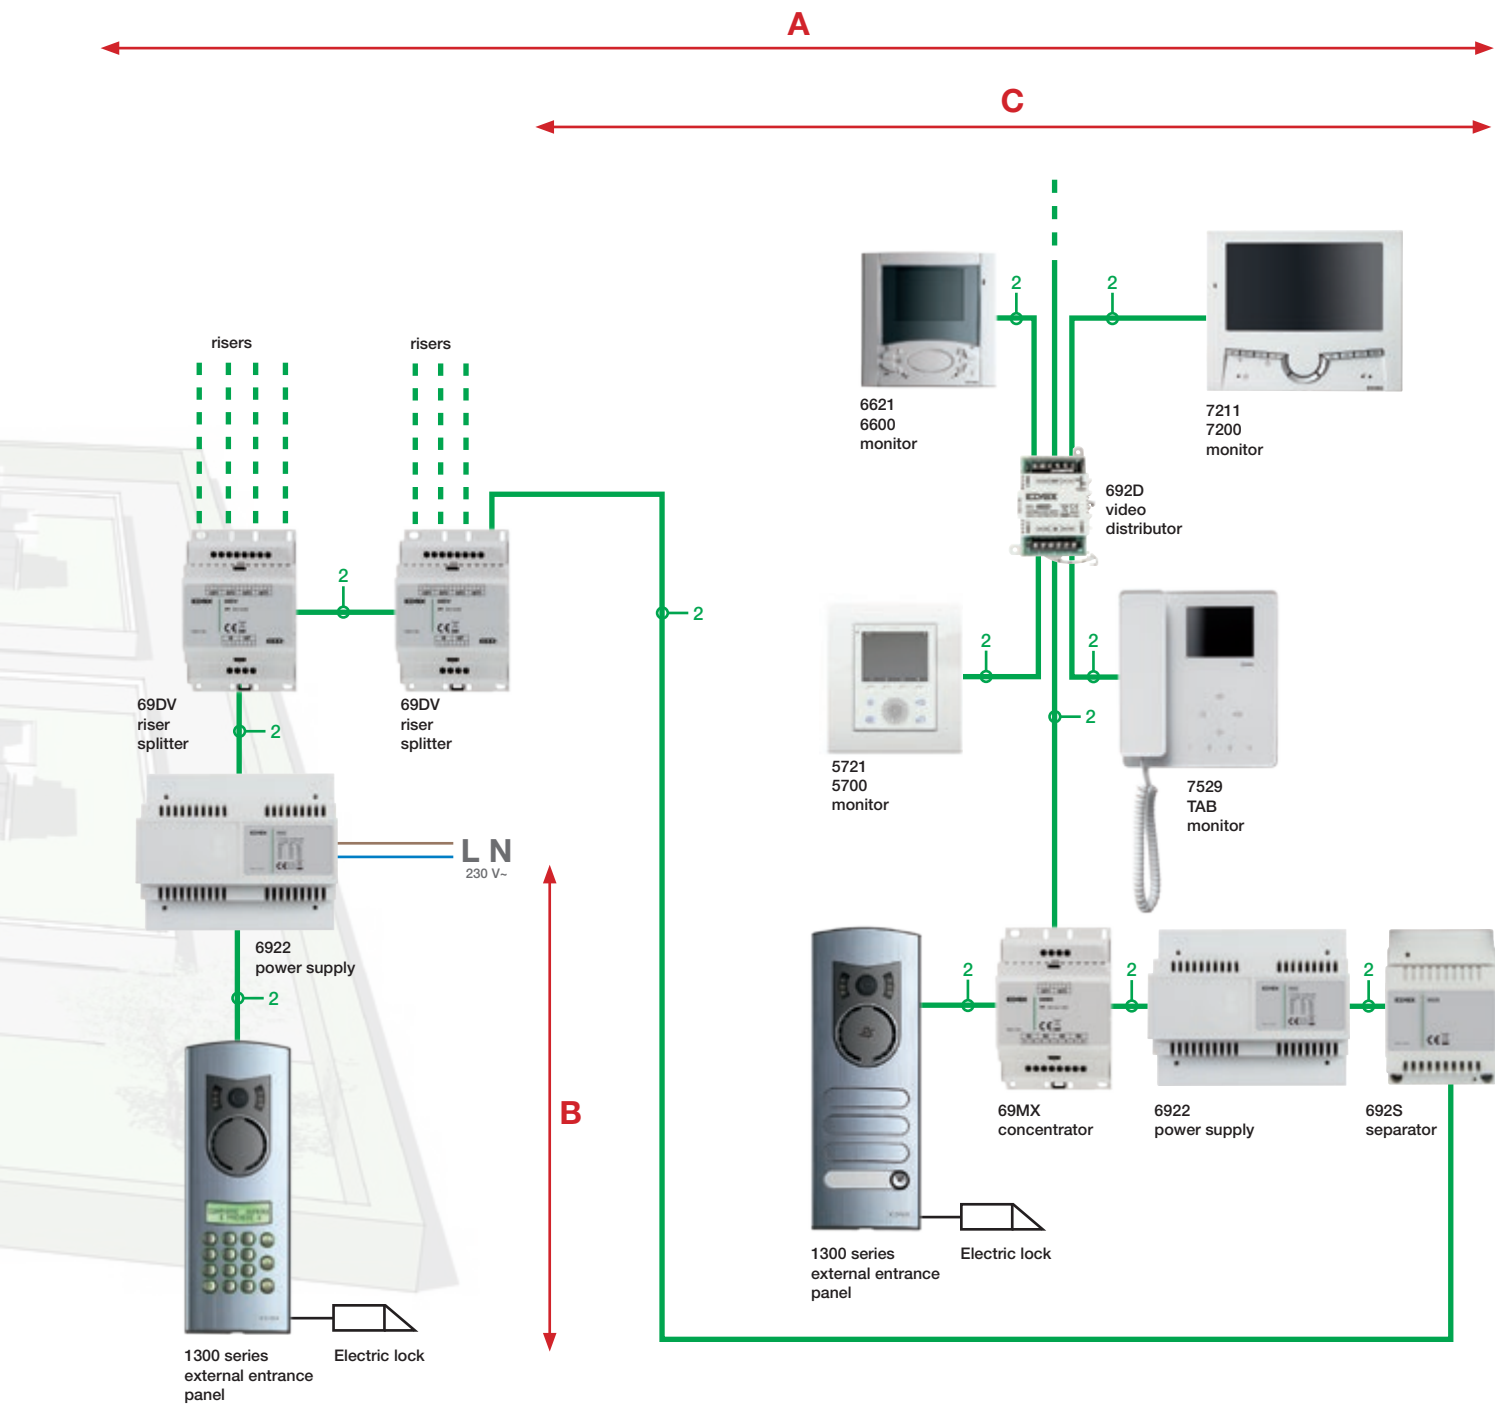 A
C
risers
risers
2
2
6621
6600
monitor
7211
7200
monitor
692D
video
distributor
2
2
69DV
riser
splitter
69DV
riser
splitter
2
2
2
2
5721
5700
monitor
7529
TAB
monitor
L N
230 V~
6922
power supply
2
2
2
2
B
69MX
concentrator
6922
power supply
692S
separator
1300 series
external entrance
panel
Electric lock
1300 series
external entrance
panel
Electric lock